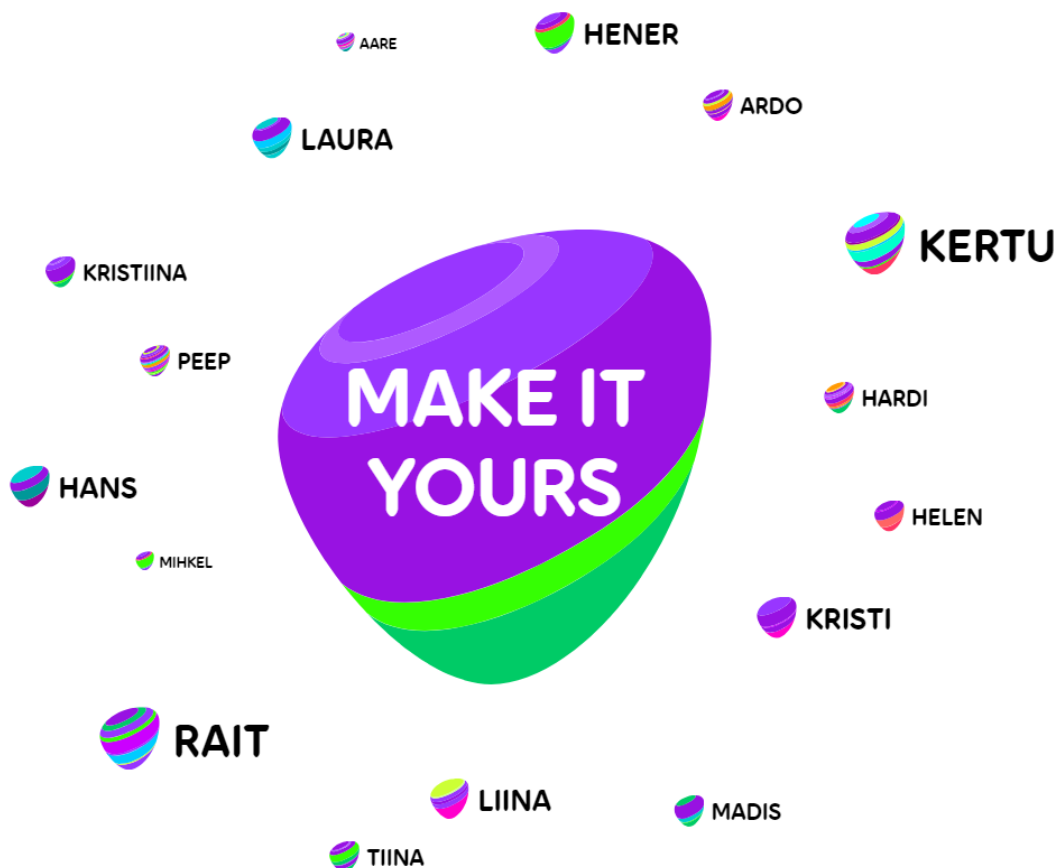 AARE
HENER
ARDO
LAURA
KERTU
KRISTIINA
PEEP
MAKE IT
YOURS
HARDI
HANS
HELEN
MIHKEL
KRISTI
RAIT
LIINA
MADIS
TIINA